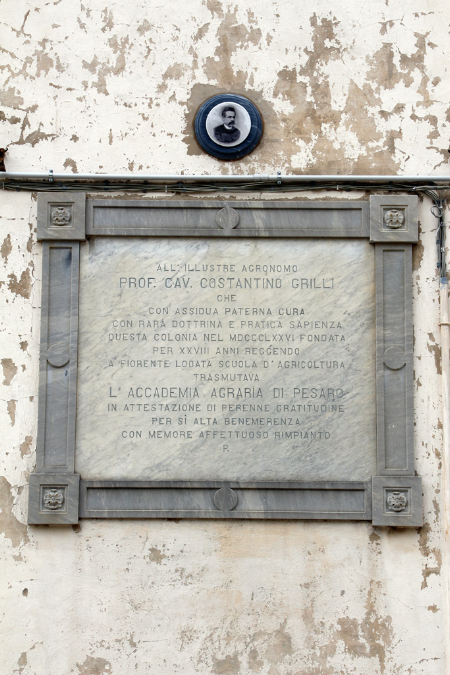 ALL' ILLUSTRE AGRONOMO
PROF. CAV. COSTANTINO GRILLI
CHE
CON ASSIDUA PATERNA CURA
CON RARA DOTTRINA E PRATICA SAPIENZA
QUESTA COLONIA NEL MDCCCLXXVI FONDATA
PER XXVIII ANNI REGGENDO
A FIORENTE LODATA SCUOLA D'AGRICOLTURA
TRASMUTAVA
L'ACCADEMIA AGRARIA DI PESARO
IN ATTESTAZIONE DI PERENNE GRATITUDINE
PER SÌ ALTA BENEMERENZA
CON MEMORE AFFETTUOSO RIMPIANTO
P.